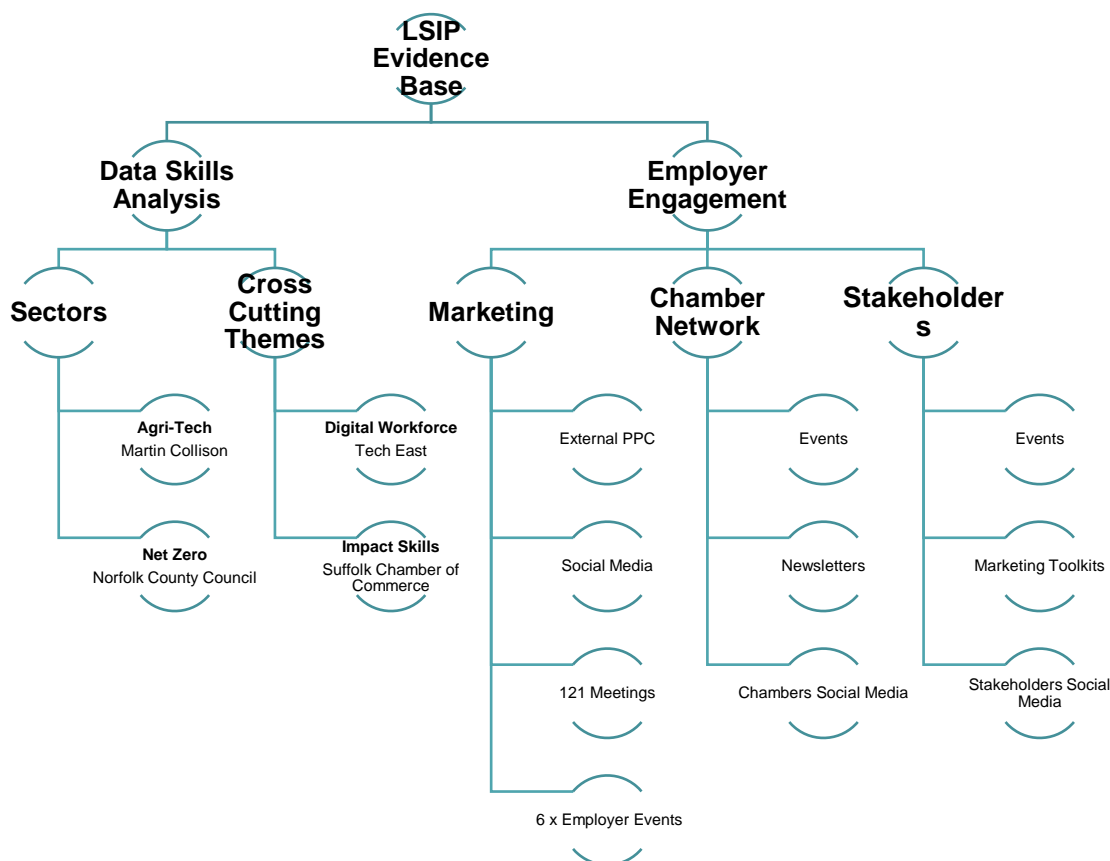 LSIP
Evidence
Base
Data Skills
Analysis
Employer
Engagement
Sectors
Cross
Cutting
Themes
Marketing
Chamber
Network
Stakeholder
s
Agri-Tech
Martin Collison
Digital Workforce
Tech East
External PPC
Events
Events
Net Zero
Norfolk County Council
Impact Skills
Suffolk Chamber of
Commerce
Social Media
Newsletters
Marketing Toolkits
121 Meetings
Chambers Social Media
Stakeholders Social
Media
6 x Employer Events